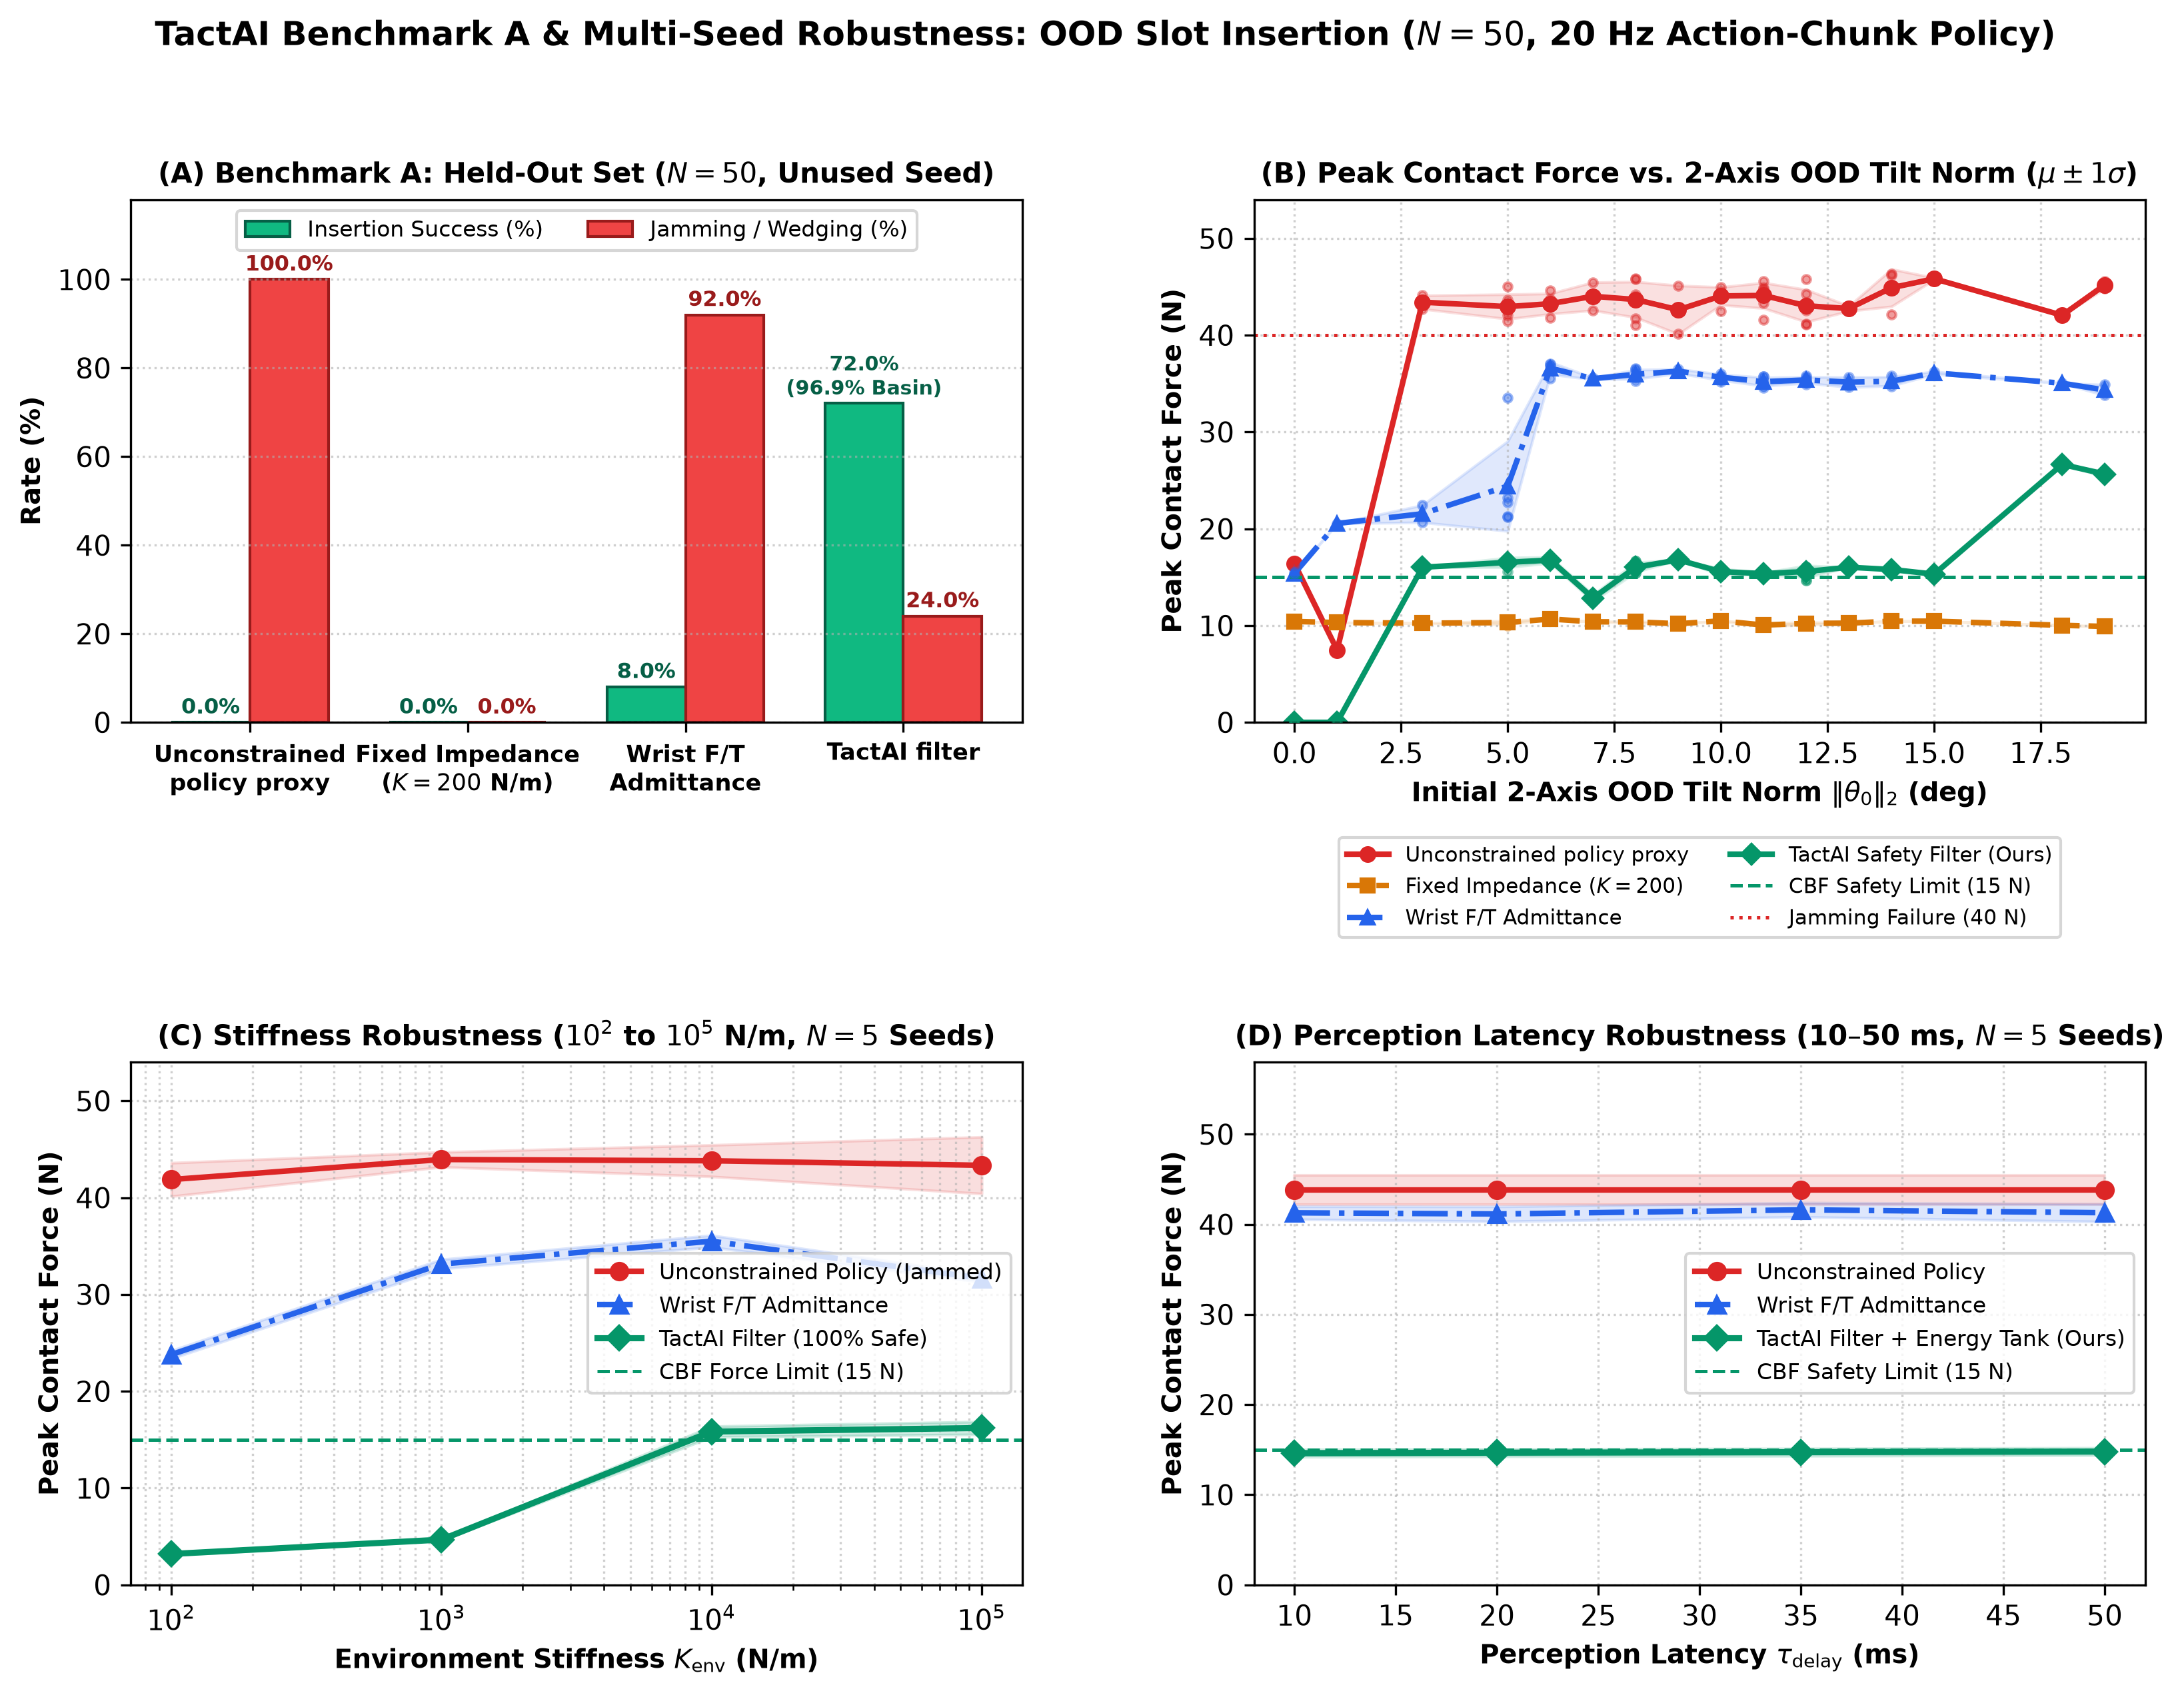 TactAI Benchmark A & Multi-Seed Robustness: OOD Slot Insertion (N = 50, 20 Hz Action-Chunk Policy)
(A) Benchmark A: Held-Out Set (N = 50, Unused Seed)
Insertion Success (%)
Jamming / Wedging (%)
Rate (%)
100
80
60
40
20
0
0.0%
100.0%
0.0%
0.0%
8.0%
92.0%
72.0%
(96.9% Basin)
24.0%
Unconstrained
policy proxy
Fixed Impedance
(K = 200 N/m)
Wrist F/T
Admittance
TactAI filter
(B) Peak Contact Force vs. 2-Axis OOD Tilt Norm (μ ± 1σ)
Peak Contact Force (N)
50
40
30
20
10
0
0.0 2.5 5.0 7.5 10.0 12.5 15.0 17.5
Initial 2-Axis OOD Tilt Norm ‖θ₀‖₂ (deg)
Unconstrained policy proxy
Fixed Impedance (K = 200)
Wrist F/T Admittance
TactAI Safety Filter (Ours)
CBF Safety Limit (15 N)
Jamming Failure (40 N)
(C) Stiffness Robustness (10² to 10⁵ N/m, N = 5 Seeds)
Peak Contact Force (N)
50
40
30
20
10
0
Unconstrained Policy (Jammed)
Wrist F/T Admittance
TactAI Filter (100% Safe)
CBF Force Limit (15 N)
10² 10³ 10⁴ 10⁵
Environment Stiffness K_env (N/m)
(D) Perception Latency Robustness (10–50 ms, N = 5 Seeds)
Peak Contact Force (N)
50
40
30
20
10
0
Unconstrained Policy
Wrist F/T Admittance
TactAI Filter + Energy Tank (Ours)
CBF Safety Limit (15 N)
10 15 20 25 30 35 40 45 50
Perception Latency τ_delay (ms)